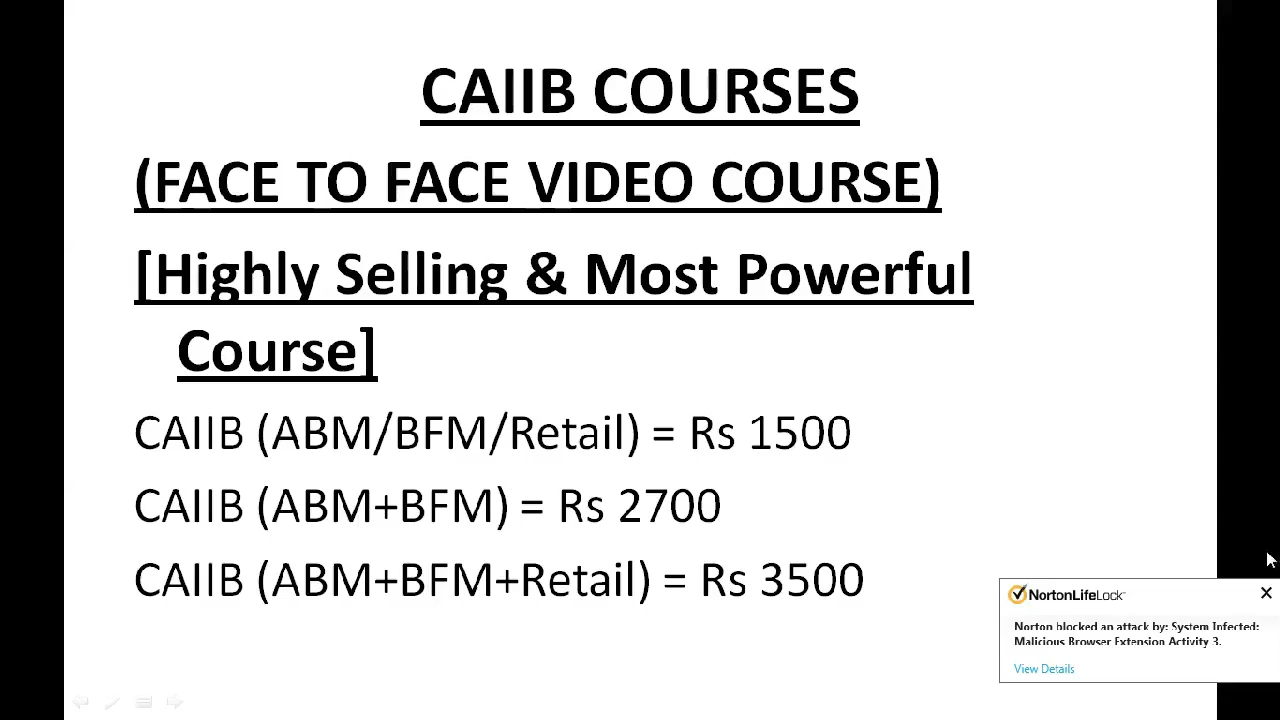 CAIIB COURSES
(FACE TO FACE VIDEO COURSE)
[Highly Selling & Most Powerful
Course]
CAIIB (ABM/BFM/Retail) = Rs 1500
CAIIB (ABM+BFM) = Rs 2700
CAIIB (ABM+BFM+Retail) = Rs 3500
NortonLifeLock
Norton blocked an attack by: System Infected:
Malicious Browser Extension Activity 3.
View Details